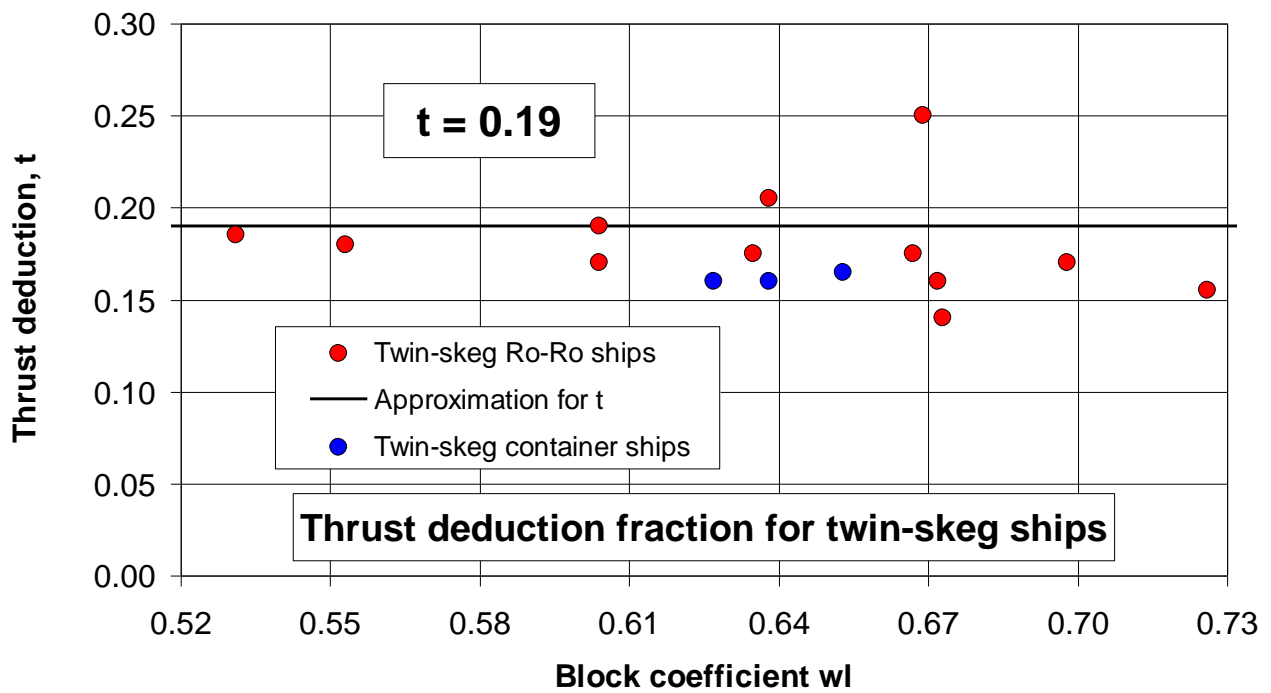 0.30
0.25
0.20
0.15
0.10
0.05
0.00
Thrust deduction, t
t = 0.19
Twin-skeg Ro-Ro ships
Approximation for t
Twin-skeg container ships
Thrust deduction fraction for twin-skeg ships
0.52 0.55 0.58 0.61 0.64 0.67 0.70 0.73
Block coefficient wl